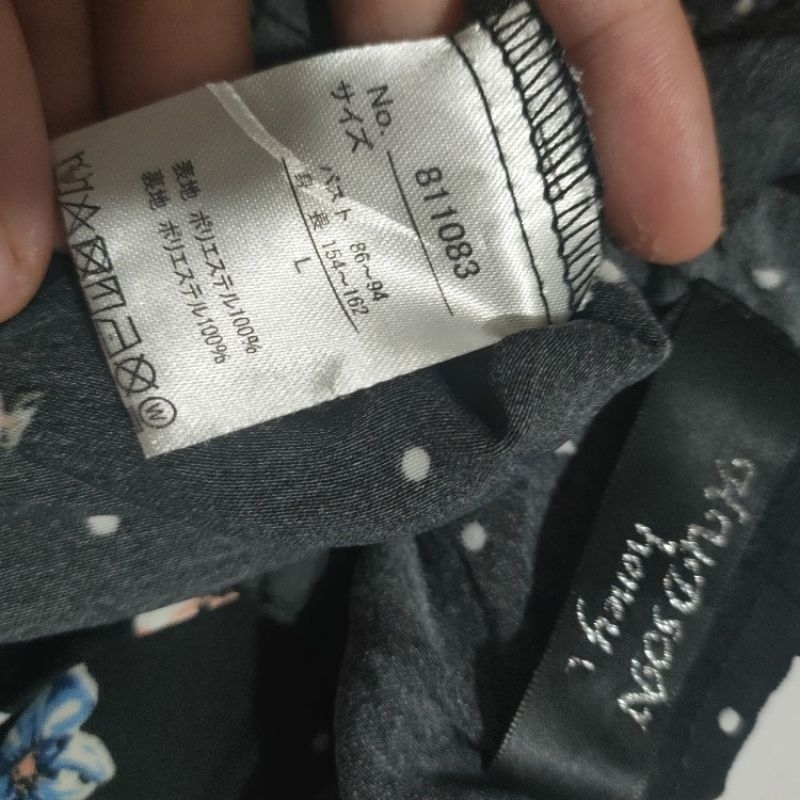 No. 811083
サイズ
バスト 86～94
身 長 154～162
L
表地 ポリエステル100%
裏地 ポリエステル100%
W
honey